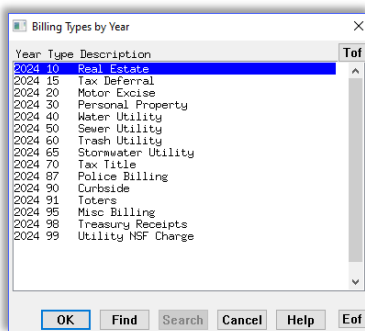 Billing Types by Year
Year Type Description Tof
2024 10 Real Estate
2024 15 Tax Deferral
2024 20 Motor Excise
2024 30 Personal Property
2024 40 Water Utility
2024 50 Sewer Utility
2024 60 Trash Utility
2024 65 Stormwater Utility
2024 70 Tax Title
2024 87 Police Billing
2024 90 Curbside
2024 91 Toters
2024 95 Misc Billing
2024 98 Treasury Receipts
2024 99 Utility NSF Charge
OK Find Search Cancel Help Eof